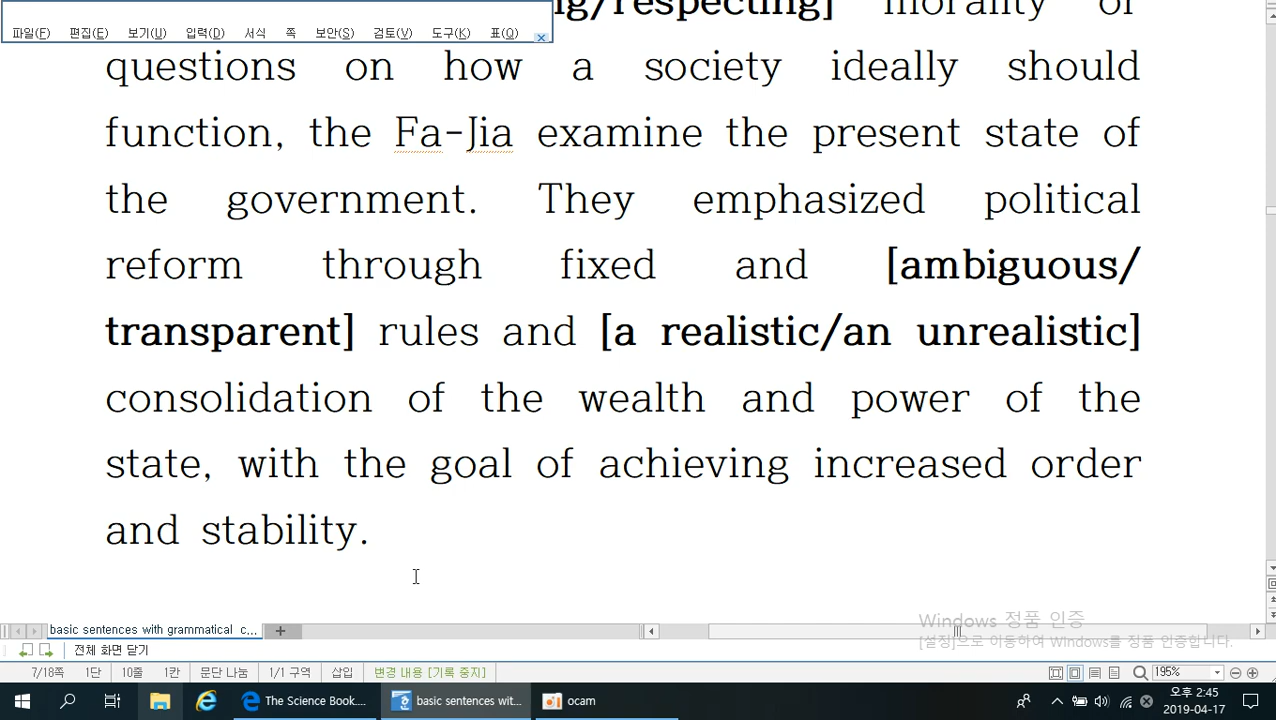 ng/respecting] morality or
파일(F) 편집(E) 보기(U) 입력(D) 서식 쪽 보안(S) 검토(V) 도구(K) 표(Q)
questions on how a society ideally should
function, the Fa-Jia examine the present state of
the government. They emphasized political
reform through fixed and [ambiguous/
transparent] rules and [a realistic/an unrealistic]
consolidation of the wealth and power of the
state, with the goal of achieving increased order
and stability.
Windows 정품 인증
[설정]으로 이동하여 Windows를 정품 인증합니다.
basic sentences with grammatical c...
전체 화면 닫기
7/18쪽 1단 10줄 1칸 문단 나눔 1/1 구역 삽입 변경 내용 [기록 중지] 195%
The Science Book.... basic sentences wit... ocam 오후 2:45
2019-04-17